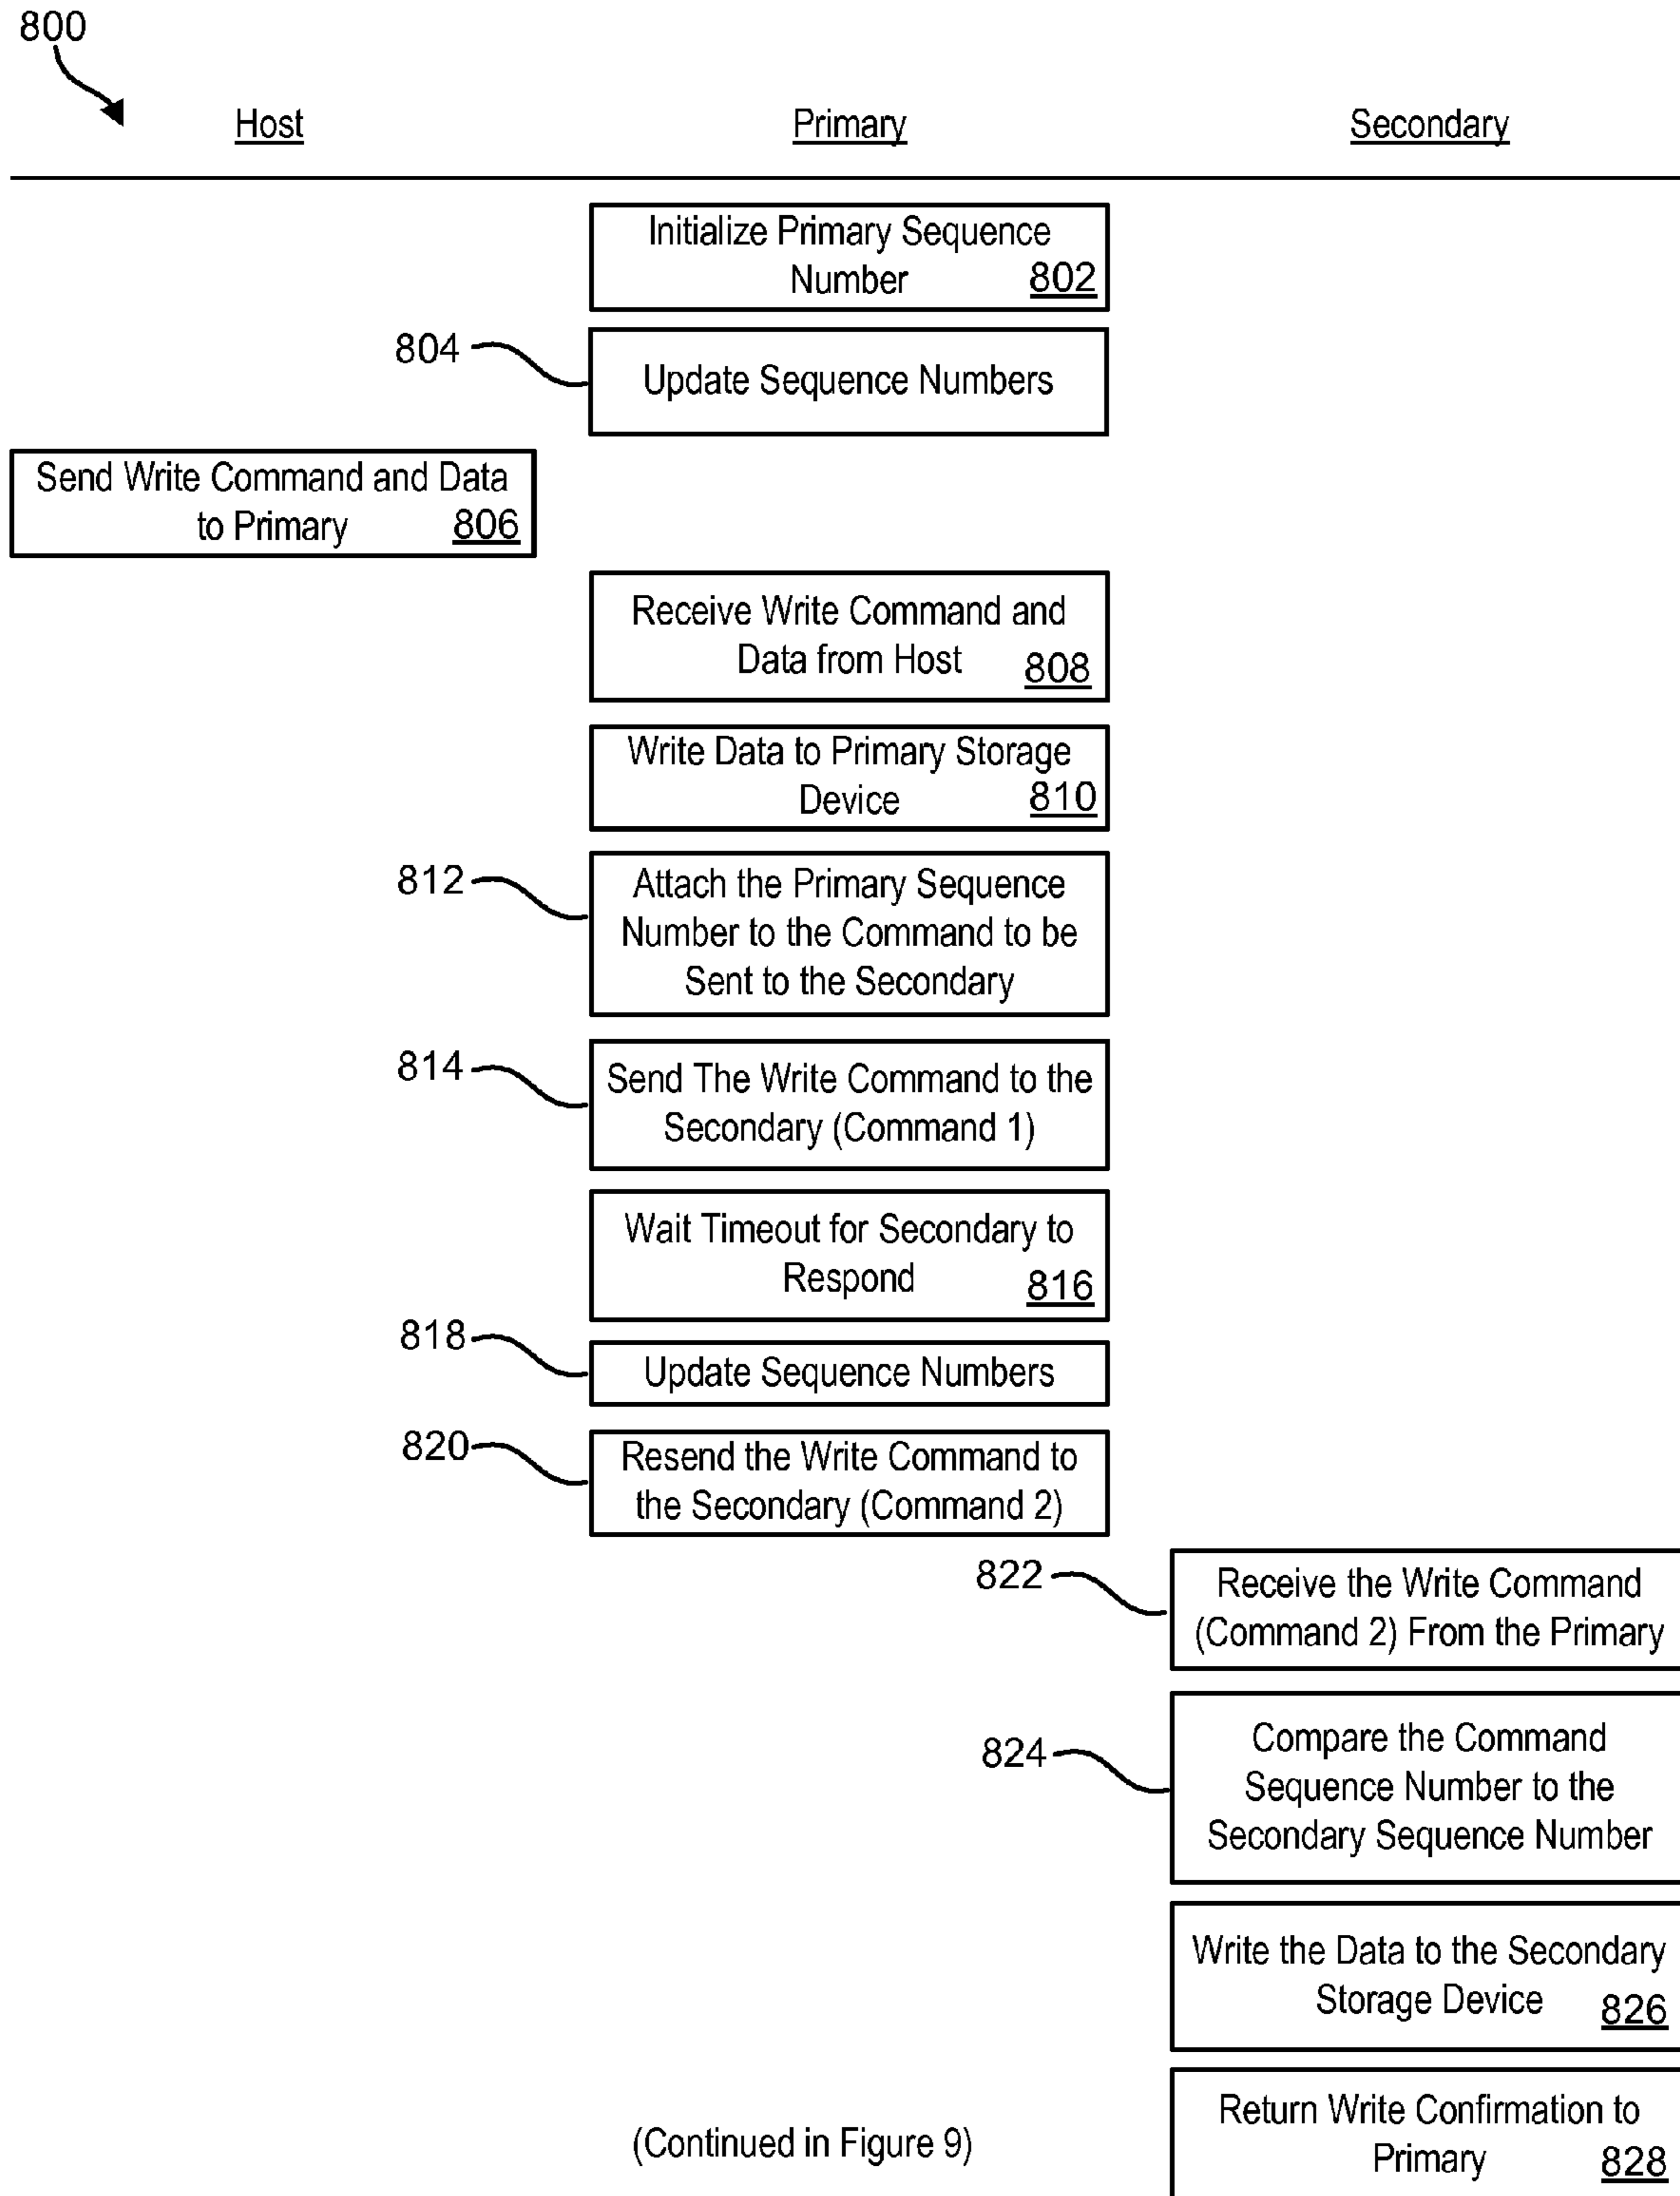 800
Host
Primary
Secondary
Initialize Primary Sequence
Number 802
804
Update Sequence Numbers
Send Write Command and Data
to Primary 806
Receive Write Command and
Data from Host 808
Write Data to Primary Storage
Device 810
812
Attach the Primary Sequence
Number to the Command to be
Sent to the Secondary
814
Send The Write Command to the
Secondary (Command 1)
Wait Timeout for Secondary to
Respond 816
818
Update Sequence Numbers
820
Resend the Write Command to
the Secondary (Command 2)
822
Receive the Write Command
(Command 2) From the Primary
824
Compare the Command
Sequence Number to the
Secondary Sequence Number
Write the Data to the Secondary
Storage Device 826
Return Write Confirmation to
Primary 828
(Continued in Figure 9)